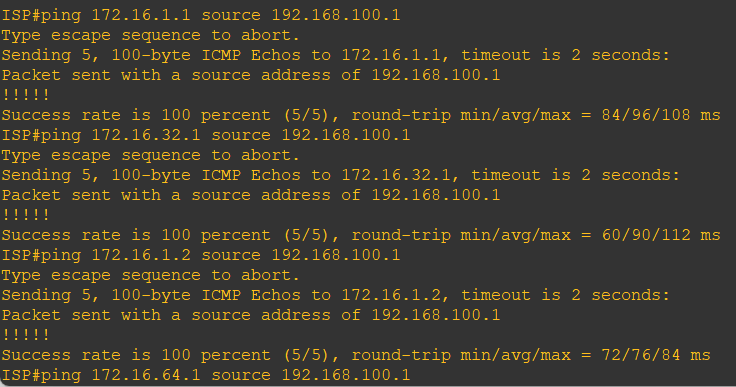 ISP#ping 172.16.1.1 source 192.168.100.1
Type escape sequence to abort.
Sending 5, 100-byte ICMP Echos to 172.16.1.1, timeout is 2 seconds:
Packet sent with a source address of 192.168.100.1
!!!!!
Success rate is 100 percent (5/5), round-trip min/avg/max = 84/96/108 ms
ISP#ping 172.16.32.1 source 192.168.100.1
Type escape sequence to abort.
Sending 5, 100-byte ICMP Echos to 172.16.32.1, timeout is 2 seconds:
Packet sent with a source address of 192.168.100.1
!!!!!
Success rate is 100 percent (5/5), round-trip min/avg/max = 60/90/112 ms
ISP#ping 172.16.1.2 source 192.168.100.1
Type escape sequence to abort.
Sending 5, 100-byte ICMP Echos to 172.16.1.2, timeout is 2 seconds:
Packet sent with a source address of 192.168.100.1
!!!!!
Success rate is 100 percent (5/5), round-trip min/avg/max = 72/76/84 ms
ISP#ping 172.16.64.1 source 192.168.100.1